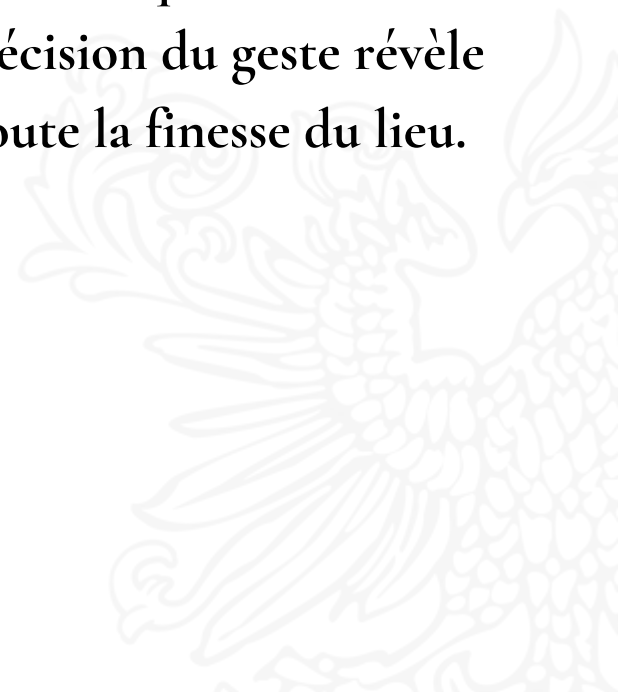 écision du geste révèle
oute la finesse du lieu.